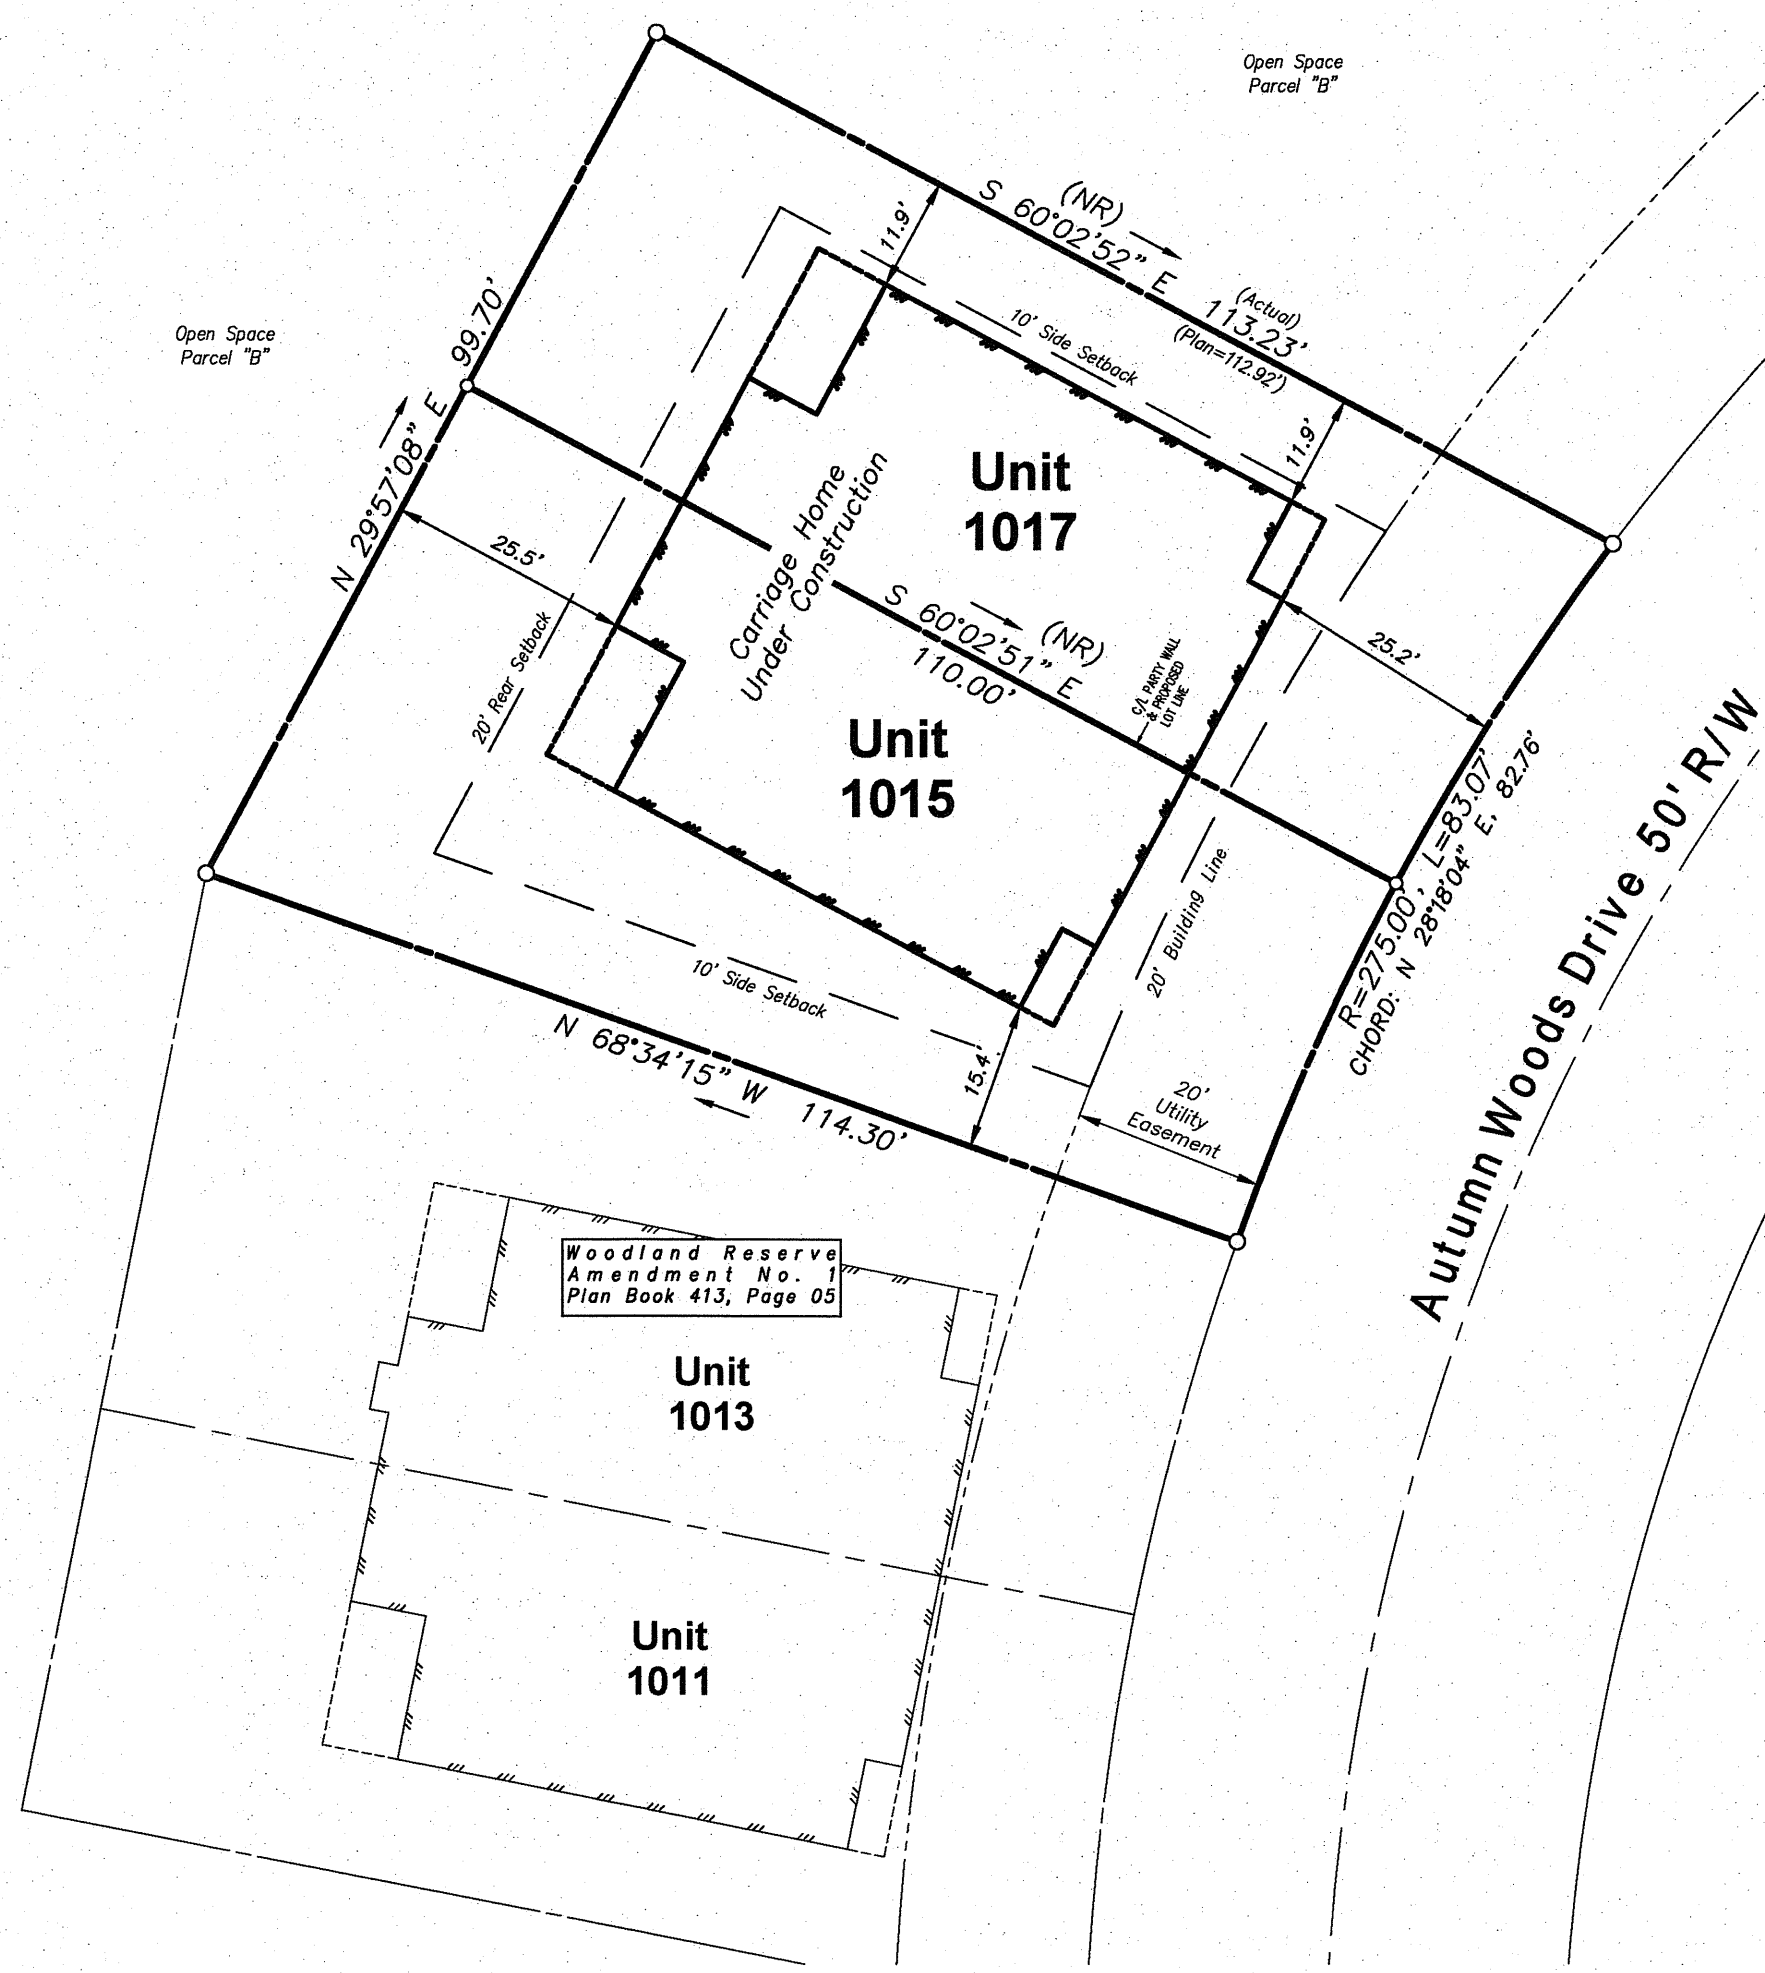 Open Space
Parcel "B"
(NR)
S 60°02'52" E
(Actual)
113.23'
(Plan=112.92')
11.9'
10' Side Setback
11.9'
Open Space
Parcel "B"
99.70'
N 29°57'08" E
25.5'
20' Rear Setback
Carriage Home
Under Construction
Unit
1017
S 60°02'51" E
(NR)
110.00'
C/L PARTY WALL
& PROPOSED
LOT LINE
25.2'
Unit
1015
20' Building Line
R=275.00', L=83.07'
CHORD: N 28°18'04" E, 82.76'
Autumn Woods Drive 50' R/W
10' Side Setback
N 68°34'15" W
114.30'
15.4'
20'
Utility
Easement
Woodland Reserve
Amendment No. 1
Plan Book 413, Page 05
Unit
1013
Unit
1011